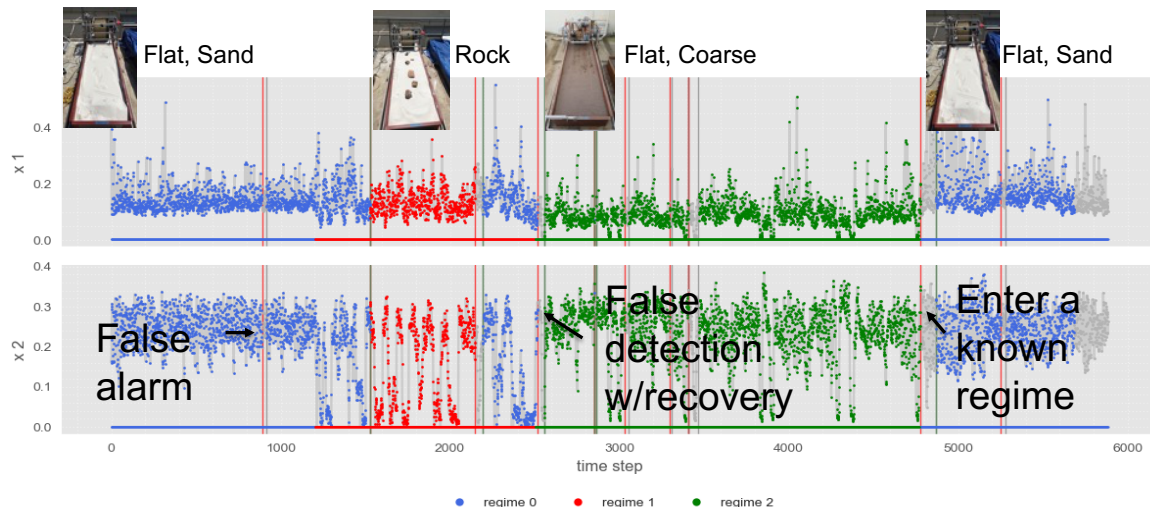 Flat, Sand
Rock
Flat, Coarse
Flat, Sand
x 1
0.4
0.2
0.0
x 2
0.4
0.3
0.2
0.1
0.0
False
alarm
False
detection
w/recovery
Enter a
known
regime
0
1000
2000
3000
4000
5000
6000
time step
regime 0
regime 1
regime 2